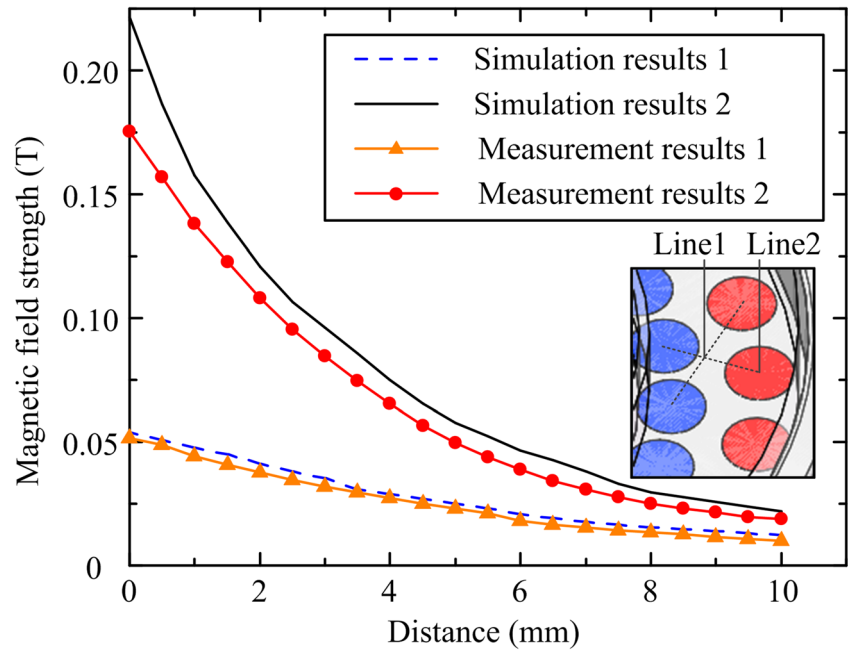 Magnetic field strength (T)
0.20
0.15
0.10
0.05
0
Simulation results 1
Simulation results 2
Measurement results 1
Measurement results 2
Line1 Line2
0 2 4 6 8 10
Distance (mm)